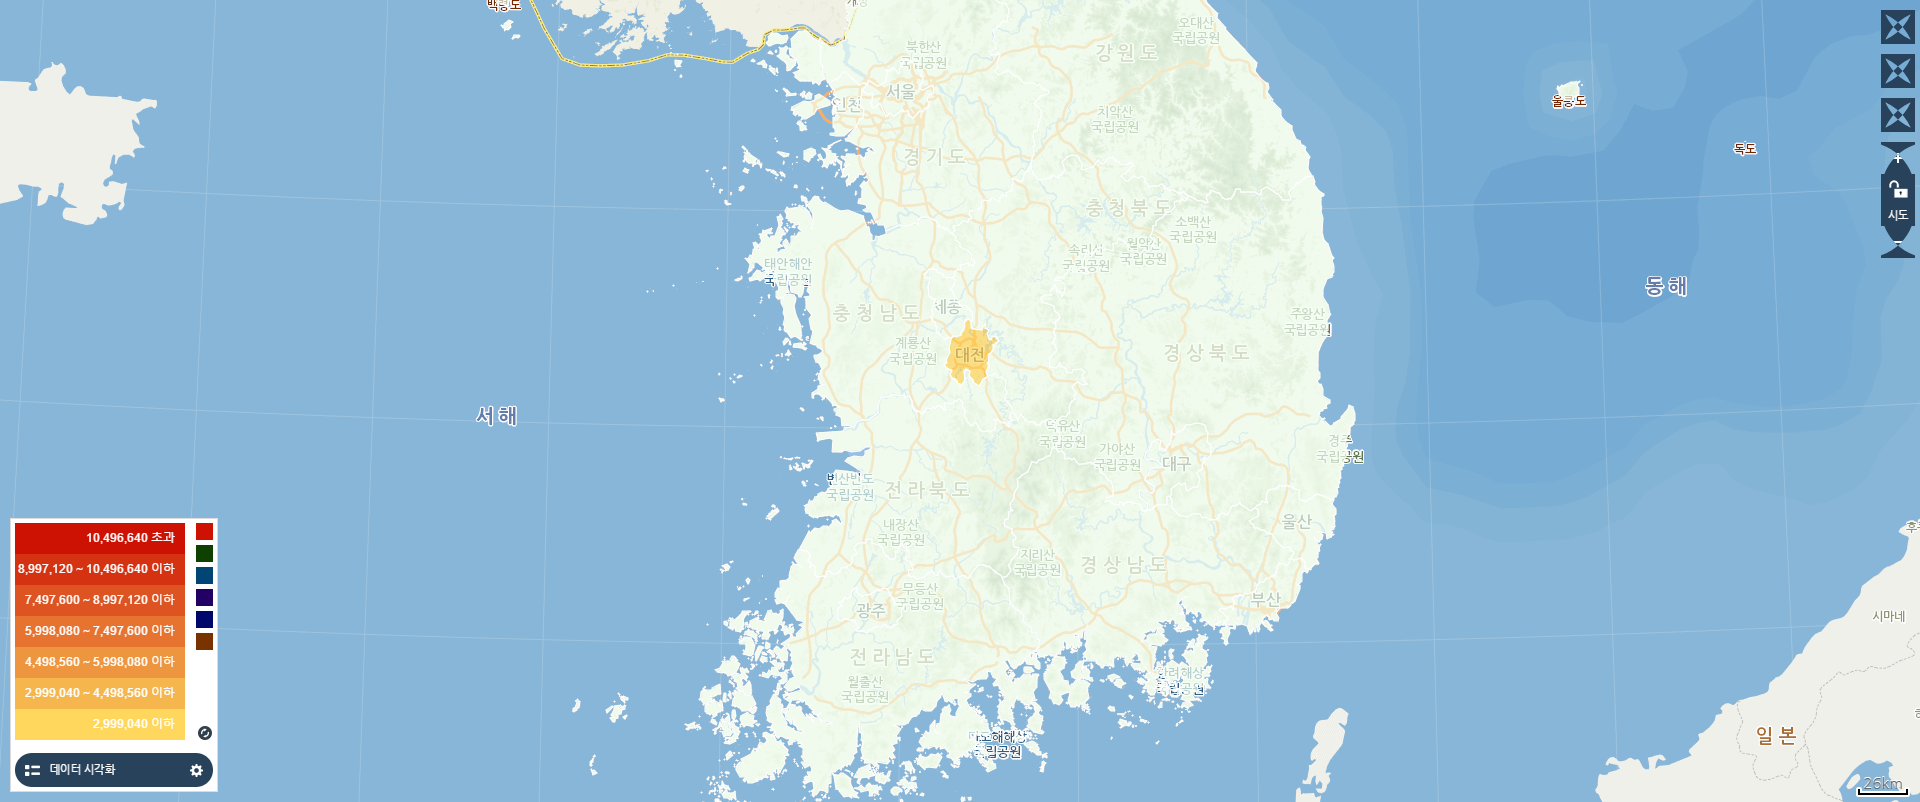 백령도
오대산
국립공원
북한산
국립공원
강원도
서울
인천
울릉도
치악산
국립공원
독도
경기도
충청북도
소백산
국립공원
시도
속리산
국립공원
월악산
국립공원
태안해안
국립공원
동해
충청남도
세종
주왕산
국립공원
계룡산
국립공원
대전
경상북도
서해
덕유산
국립공원
가야산
국립공원
대구
경주
국립공원
변산반도
국립공원
전라북도
내장산
국립공원
울산
지리산
국립공원
경상남도
무등산
국립공원
광주
부산
시마네
전라남도
월출산
국립공원
한려해상
국립공원
다도해해상
국립공원
일본
10,496,640 초과
8,997,120 ~ 10,496,640 이하
7,497,600 ~ 8,997,120 이하
5,998,080 ~ 7,497,600 이하
4,498,560 ~ 5,998,080 이하
2,999,040 ~ 4,498,560 이하
2,999,040 이하
데이터 시각화
26km